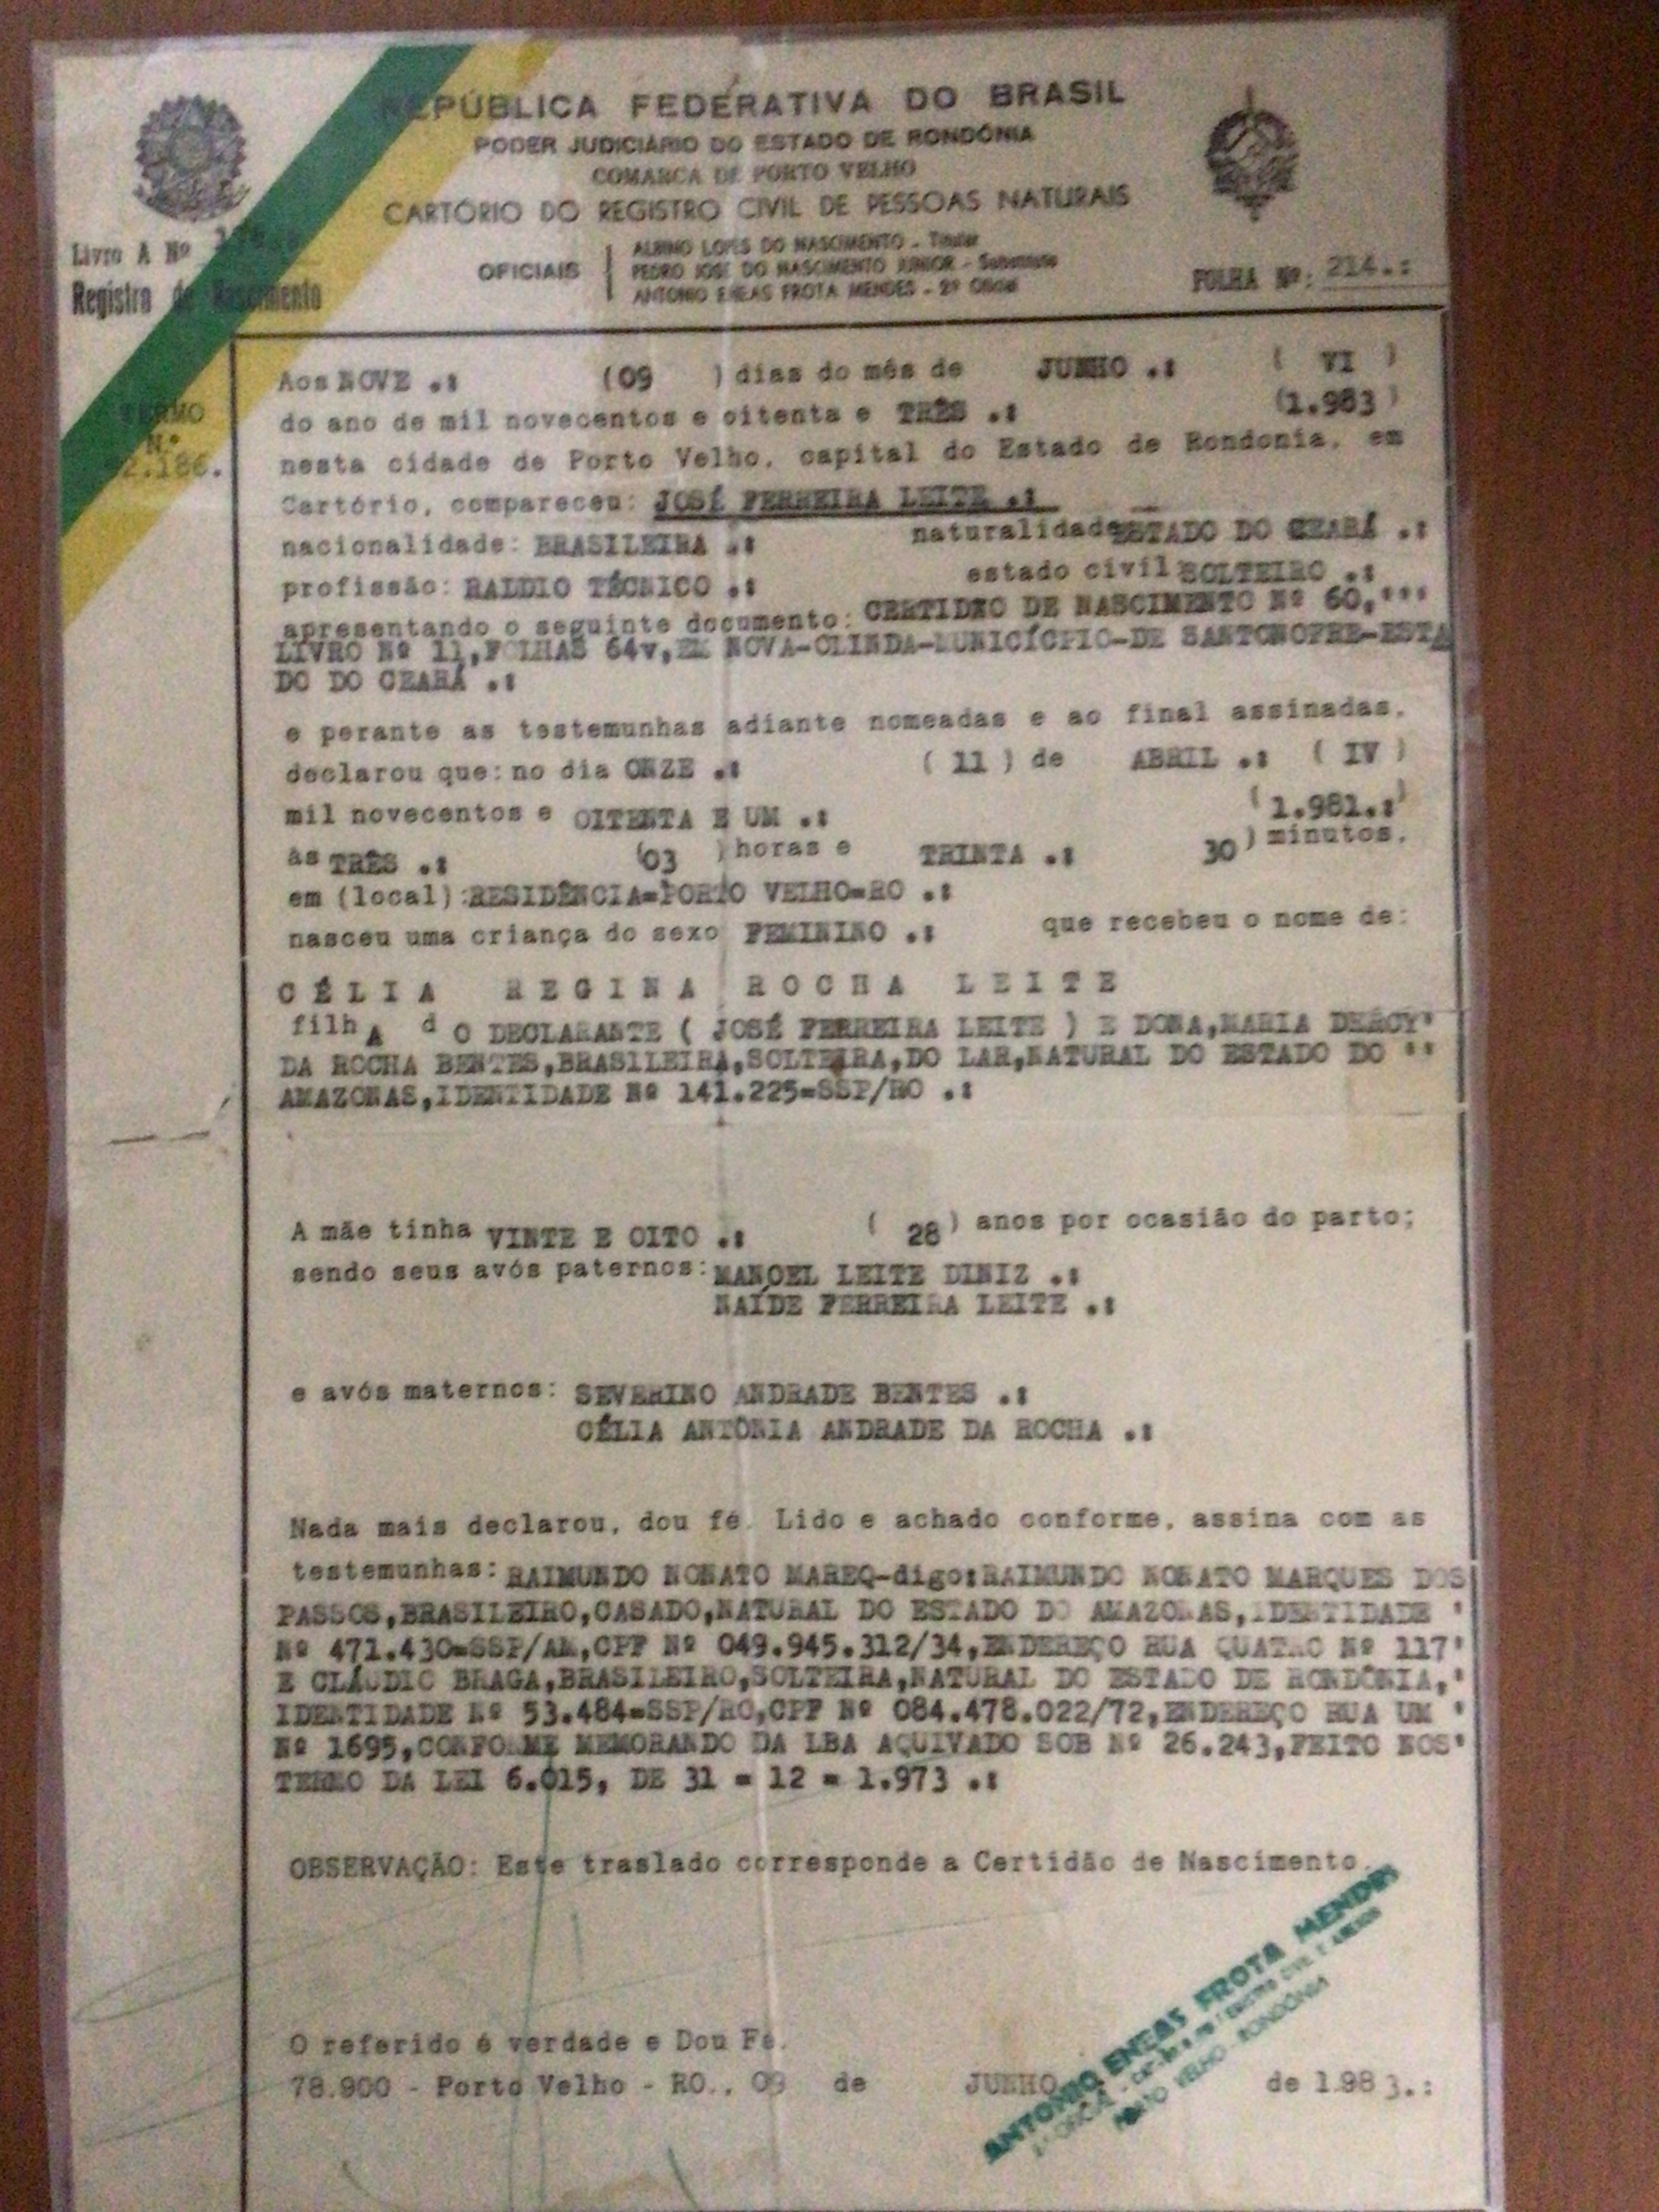 REPÚBLICA FEDERATIVA DO BRASIL
PODER JUDICIÁRIO DO ESTADO DE RONDÔNIA
COMARCA DE PORTO VELHO
CARTÓRIO DO REGISTRO CIVIL DE PESSOAS NATURAIS
Livro A Nº
Registro de Nascimento
OFICIAIS
ALBINO LOPES DO NASCIMENTO - Titular
PEDRO JOSÉ DO NASCIMENTO JUNIOR - Substituto
ANTONIO ENEAS FROTA MENDES - 2º Oficial
FOLHA Nº: 214.:
TERMO
N.º
Aos NOVE .: (09 ) dias do mês de JUNHO .: ( VI )
do ano de mil novecentos e oitenta e TRÊS .: (1.983)
nesta cidade de Porto Velho, capital do Estado de Rondonia, em
Cartório, compareceu: JOSÉ FERREIRA LEITE .:
nacionalidade: BRASILEIRA .: naturalidade ESTADO DO CEARÁ .:
profissão: RALDIO TÉCNICO .: estado civil SOLTEIRO .:
apresentando o seguinte documento: CERTIDÃO DE NASCIMENTO Nº 60,'''
LIVRO Nº 11,FOLHAS 64v,EM NOVA-OLINDA-MUNICÍCPIO-DE SANTONOFRE-ESTA
DO DO CEARÁ .:
e perante as testemunhas adiante nomeadas e ao final assinadas,
declarou que: no dia ONZE .: ( 11 ) de ABRIL .: ( IV )
mil novecentos e OITENTA E UM .: ( 1.981.:)
às TRÊS .: (03 ) horas e TRINTA .: 30 ) minutos,
em (local): RESIDÊNCIA=PORTO VELHO=RO .:
nasceu uma criança do sexo FEMININO .: que recebeu o nome de:
CÉLIA REGINA ROCHA LEITE
filhA dO DECLARANTE ( JOSÉ FERREIRA LEITE ) E DONA,MARIA DERCY'
DA ROCHA BENTES,BRASILEIRA,SOLTEIRA,DO LAR,NATURAL DO ESTADO DO ''
AMAZONAS,IDENTIDADE Nº 141.225=SSP/RO .:
A mãe tinha VINTE E OITO .: ( 28 ) anos por ocasião do parto;
sendo seus avós paternos: MANOEL LEITE DINIZ .:
NAÍDE FERREIRA LEITE .:
e avós maternos: SEVERINO ANDRADE BENTES .:
CÉLIA ANTÔNIA ANDRADE DA ROCHA .:
Nada mais declarou, dou fé. Lido e achado conforme, assina com as
testemunhas: RAIMUNDO NONATO MAREQ-digo:RAIMUNDO NONATO MARQUES DOS
PASSOS,BRASILEIRO,CASADO,NATURAL DO ESTADO DO AMAZONAS,IDENTIDADE '
Nº 471.430=SSP/AM,CPF Nº 049.945.312/34,ENDEREÇO RUA QUATRO Nº 117'
E CLÁUDIO BRAGA,BRASILEIRO,SOLTEIRA,NATURAL DO ESTADO DE RONDÔNIA,'
IDENTIDADE Nº 53.484=SSP/RO,CPF Nº 084.478.022/72,ENDEREÇO RUA UM '
Nº 1695,CONFORME MEMORANDO DA LBA AQUIVADO SOB Nº 26.243,FEITO NOS'
TERMO DA LEI 6.015, DE 31 = 12 = 1.973 .:
OBSERVAÇÃO: Este traslado corresponde a Certidão de Nascimento.
O referido é verdade e Dou Fé.
78.900 - Porto Velho - RO., 09 de JUNHO de 1.983.:
ANTONIO ENEAS FROTA MENDES
PORTO VELHO - RONDÔNIA